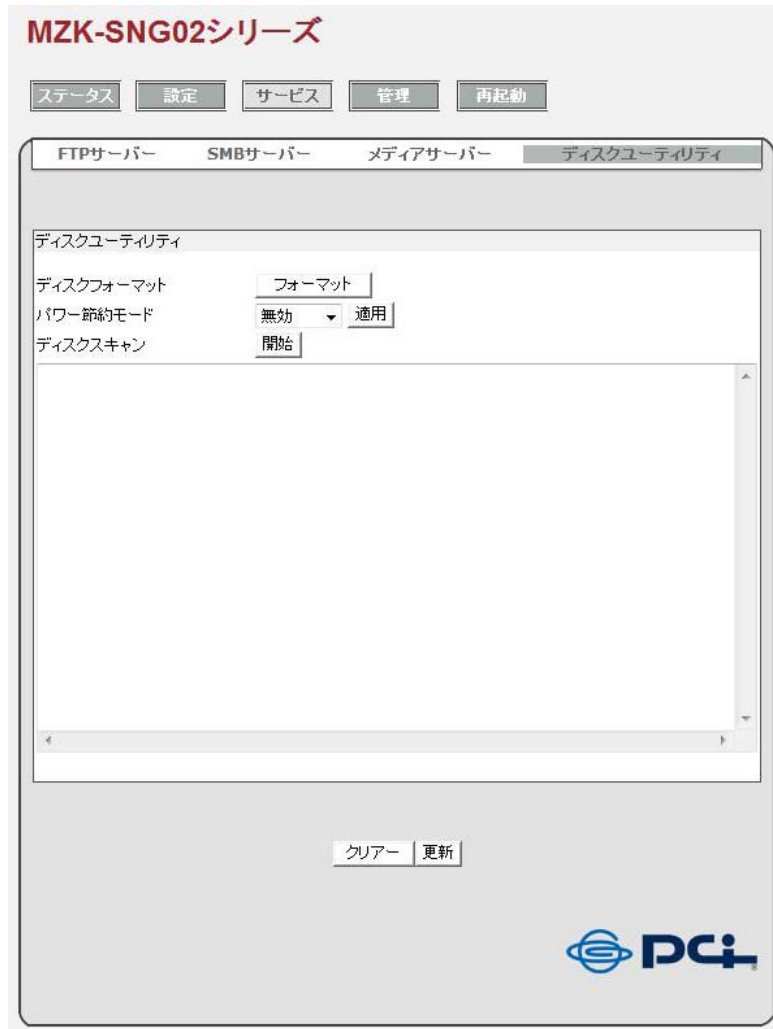 MZK-SNG02シリーズ
ステータス 設定 サービス 管理 再起動
FTPサーバー SMBサーバー メディアサーバー ディスクユーティリティ
ディスクユーティリティ
ディスクフォーマット フォーマット
パワー節約モード 無効 適用
ディスクスキャン 開始
クリアー 更新
PCi